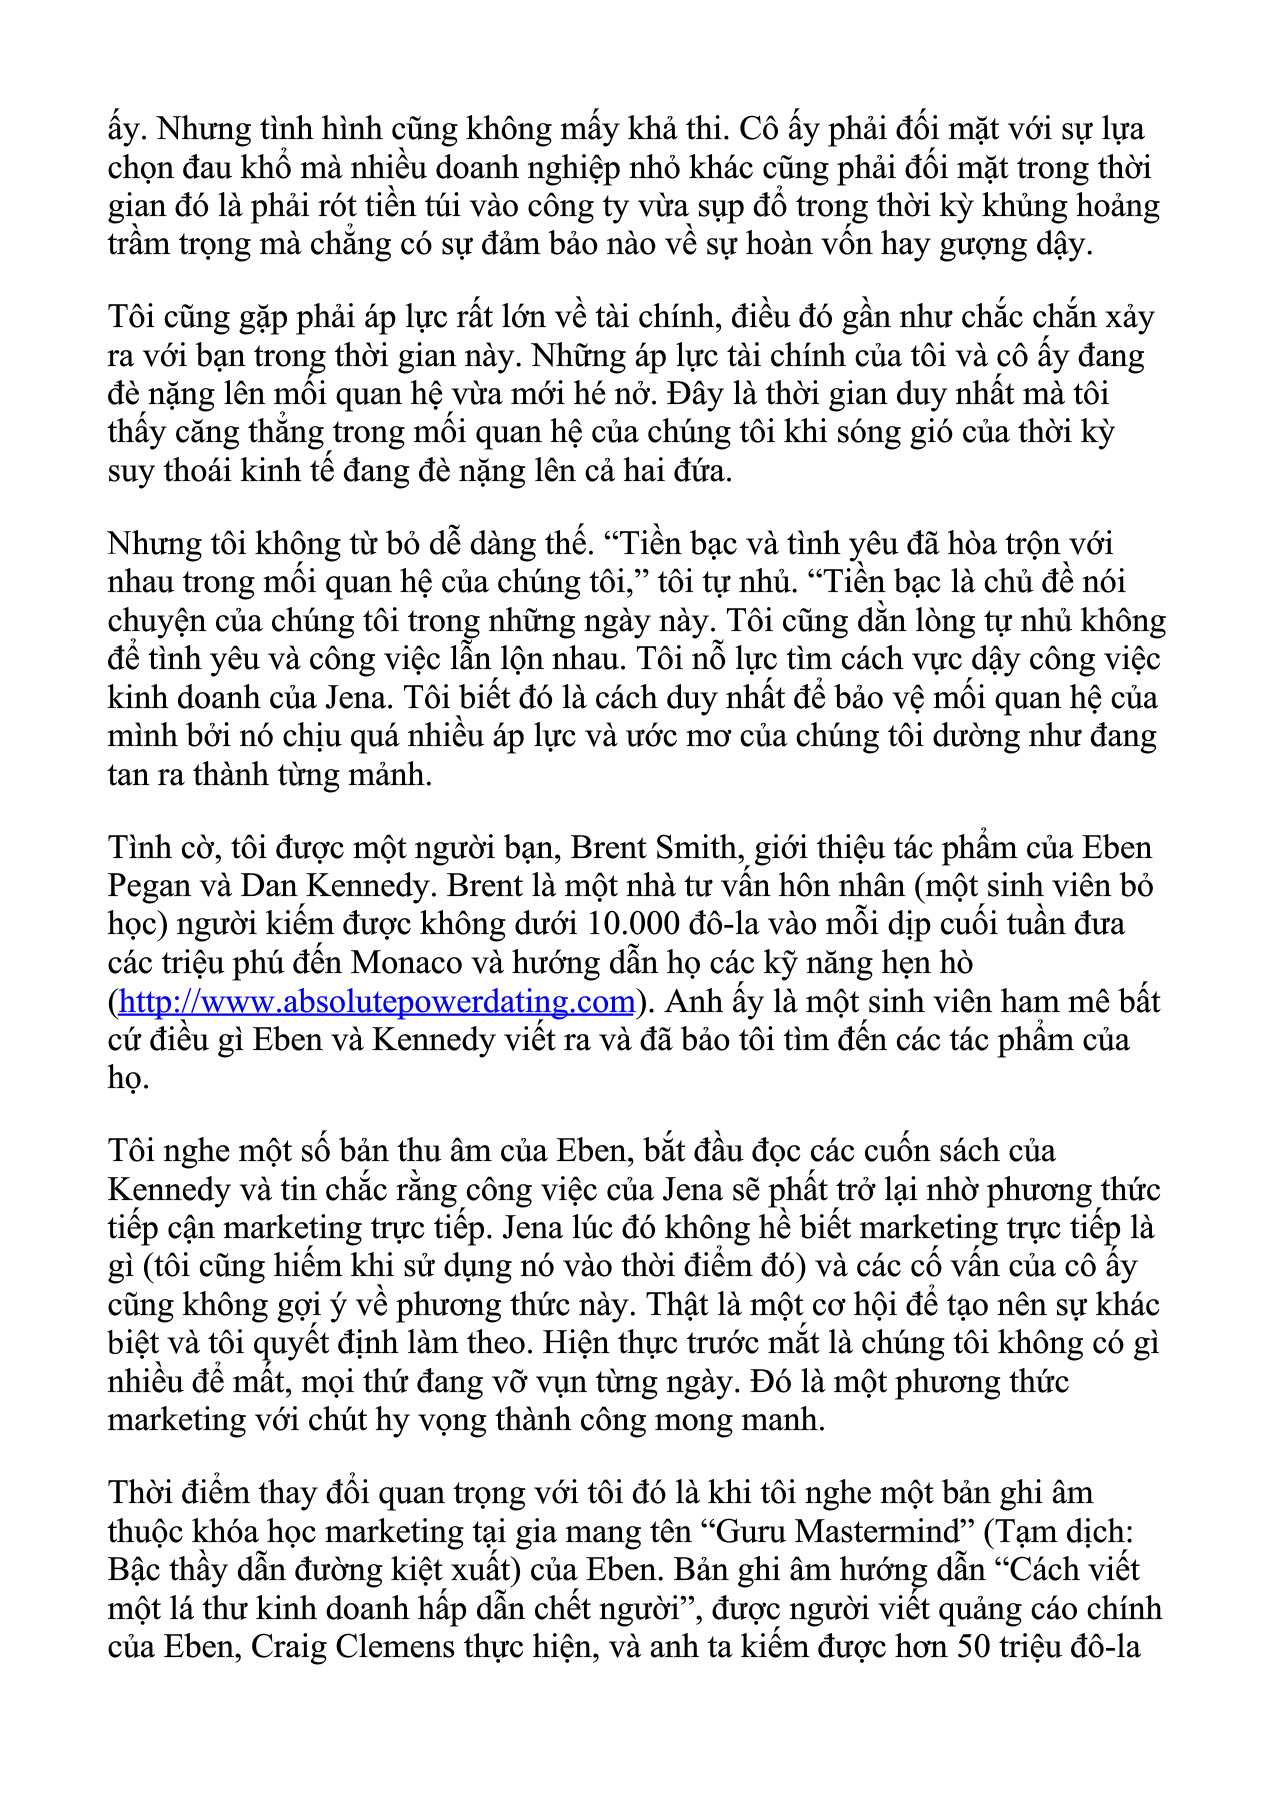 ấy. Nhưng tình hình cũng không mấy khả thi. Cô ấy phải đối mặt với sự lựa
chọn đau khổ mà nhiều doanh nghiệp nhỏ khác cũng phải đối mặt trong thời
gian đó là phải rót tiền túi vào công ty vừa sụp đổ trong thời kỳ khủng hoảng
trầm trọng mà chẳng có sự đảm bảo nào về sự hoàn vốn hay gượng dậy.
Tôi cũng gặp phải áp lực rất lớn về tài chính, điều đó gần như chắc chắn xảy
ra với bạn trong thời gian này. Những áp lực tài chính của tôi và cô ấy đang
đè nặng lên mối quan hệ vừa mới hé nở. Đây là thời gian duy nhất mà tôi
thấy căng thẳng trong mối quan hệ của chúng tôi khi sóng gió của thời kỳ
suy thoái kinh tế đang đè nặng lên cả hai đứa.
Nhưng tôi không từ bỏ dễ dàng thế. “Tiền bạc và tình yêu đã hòa trộn với
nhau trong mối quan hệ của chúng tôi,” tôi tự nhủ. “Tiền bạc là chủ đề nói
chuyện của chúng tôi trong những ngày này. Tôi cũng dằn lòng tự nhủ không
để tình yêu và công việc lẫn lộn nhau. Tôi nỗ lực tìm cách vực dậy công việc
kinh doanh của Jena. Tôi biết đó là cách duy nhất để bảo vệ mối quan hệ của
mình bởi nó chịu quá nhiều áp lực và ước mơ của chúng tôi dường như đang
tan ra thành từng mảnh.
Tình cờ, tôi được một người bạn, Brent Smith, giới thiệu tác phẩm của Eben
Pegan và Dan Kennedy. Brent là một nhà tư vấn hôn nhân (một sinh viên bỏ
học) người kiếm được không dưới 10.000 đô-la vào mỗi dịp cuối tuần đưa
các triệu phú đến Monaco và hướng dẫn họ các kỹ năng hẹn hò
(http://www.absolutepowerdating.com). Anh ấy là một sinh viên ham mê bất
cứ điều gì Eben và Kennedy viết ra và đã bảo tôi tìm đến các tác phẩm của
họ.
Tôi nghe một số bản thu âm của Eben, bắt đầu đọc các cuốn sách của
Kennedy và tin chắc rằng công việc của Jena sẽ phất trở lại nhờ phương thức
tiếp cận marketing trực tiếp. Jena lúc đó không hề biết marketing trực tiếp là
gì (tôi cũng hiếm khi sử dụng nó vào thời điểm đó) và các cố vấn của cô ấy
cũng không gợi ý về phương thức này. Thật là một cơ hội để tạo nên sự khác
biệt và tôi quyết định làm theo. Hiện thực trước mắt là chúng tôi không có gì
nhiều để mất, mọi thứ đang vỡ vụn từng ngày. Đó là một phương thức
marketing với chút hy vọng thành công mong manh.
Thời điểm thay đổi quan trọng với tôi đó là khi tôi nghe một bản ghi âm
thuộc khóa học marketing tại gia mang tên “Guru Mastermind” (Tạm dịch:
Bậc thầy dẫn đường kiệt xuất) của Eben. Bản ghi âm hướng dẫn “Cách viết
một lá thư kinh doanh hấp dẫn chết người”, được người viết quảng cáo chính
của Eben, Craig Clemens thực hiện, và anh ta kiếm được hơn 50 triệu đô-la